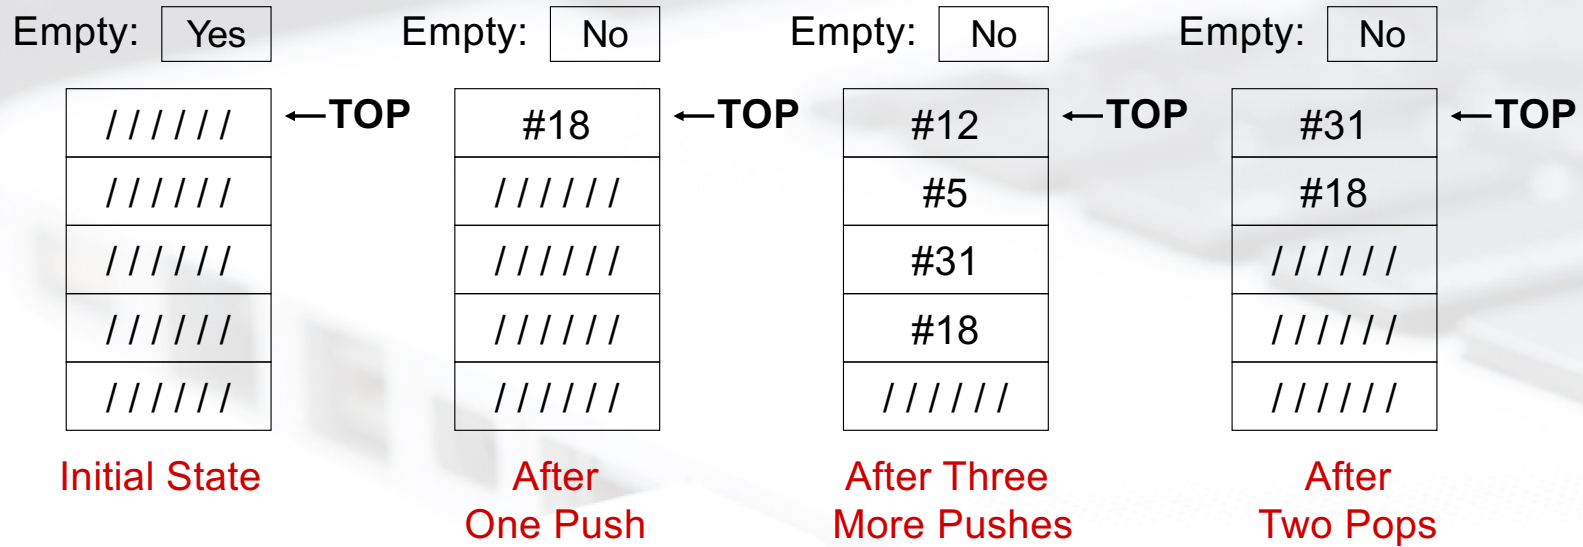 Empty: Yes Empty: No Empty: No Empty: No
/ / / / / / ←TOP #18 ←TOP #12 ←TOP #31 ←TOP
/ / / / / / / / / / / / #5 #18
/ / / / / / / / / / / / #31 / / / / / /
/ / / / / / / / / / / / #18 / / / / / /
/ / / / / / / / / / / / / / / / / / / / / / / /
Initial State After After Three After
One Push More Pushes Two Pops